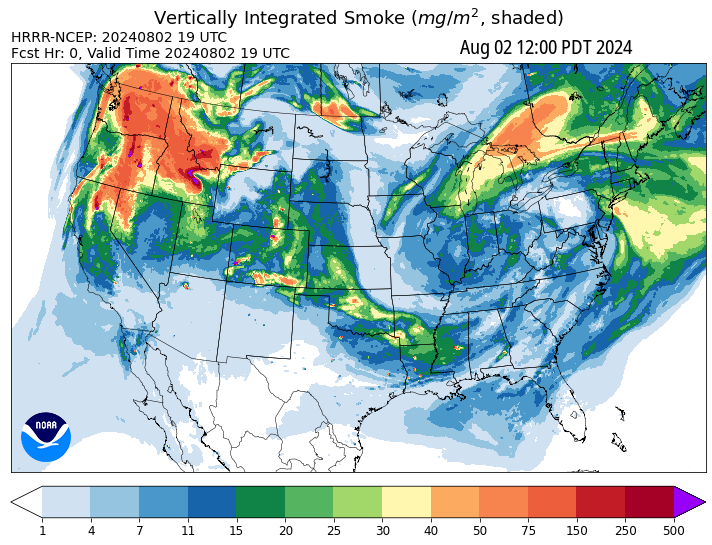 Vertically Integrated Smoke (mg/m², shaded)
HRRR-NCEP: 20240802 19 UTC
Fcst Hr: 0, Valid Time 20240802 19 UTC
Aug 02 12:00 PDT 2024
NOAA
1 4 7 11 15 20 25 30 40 50 75 150 250 500